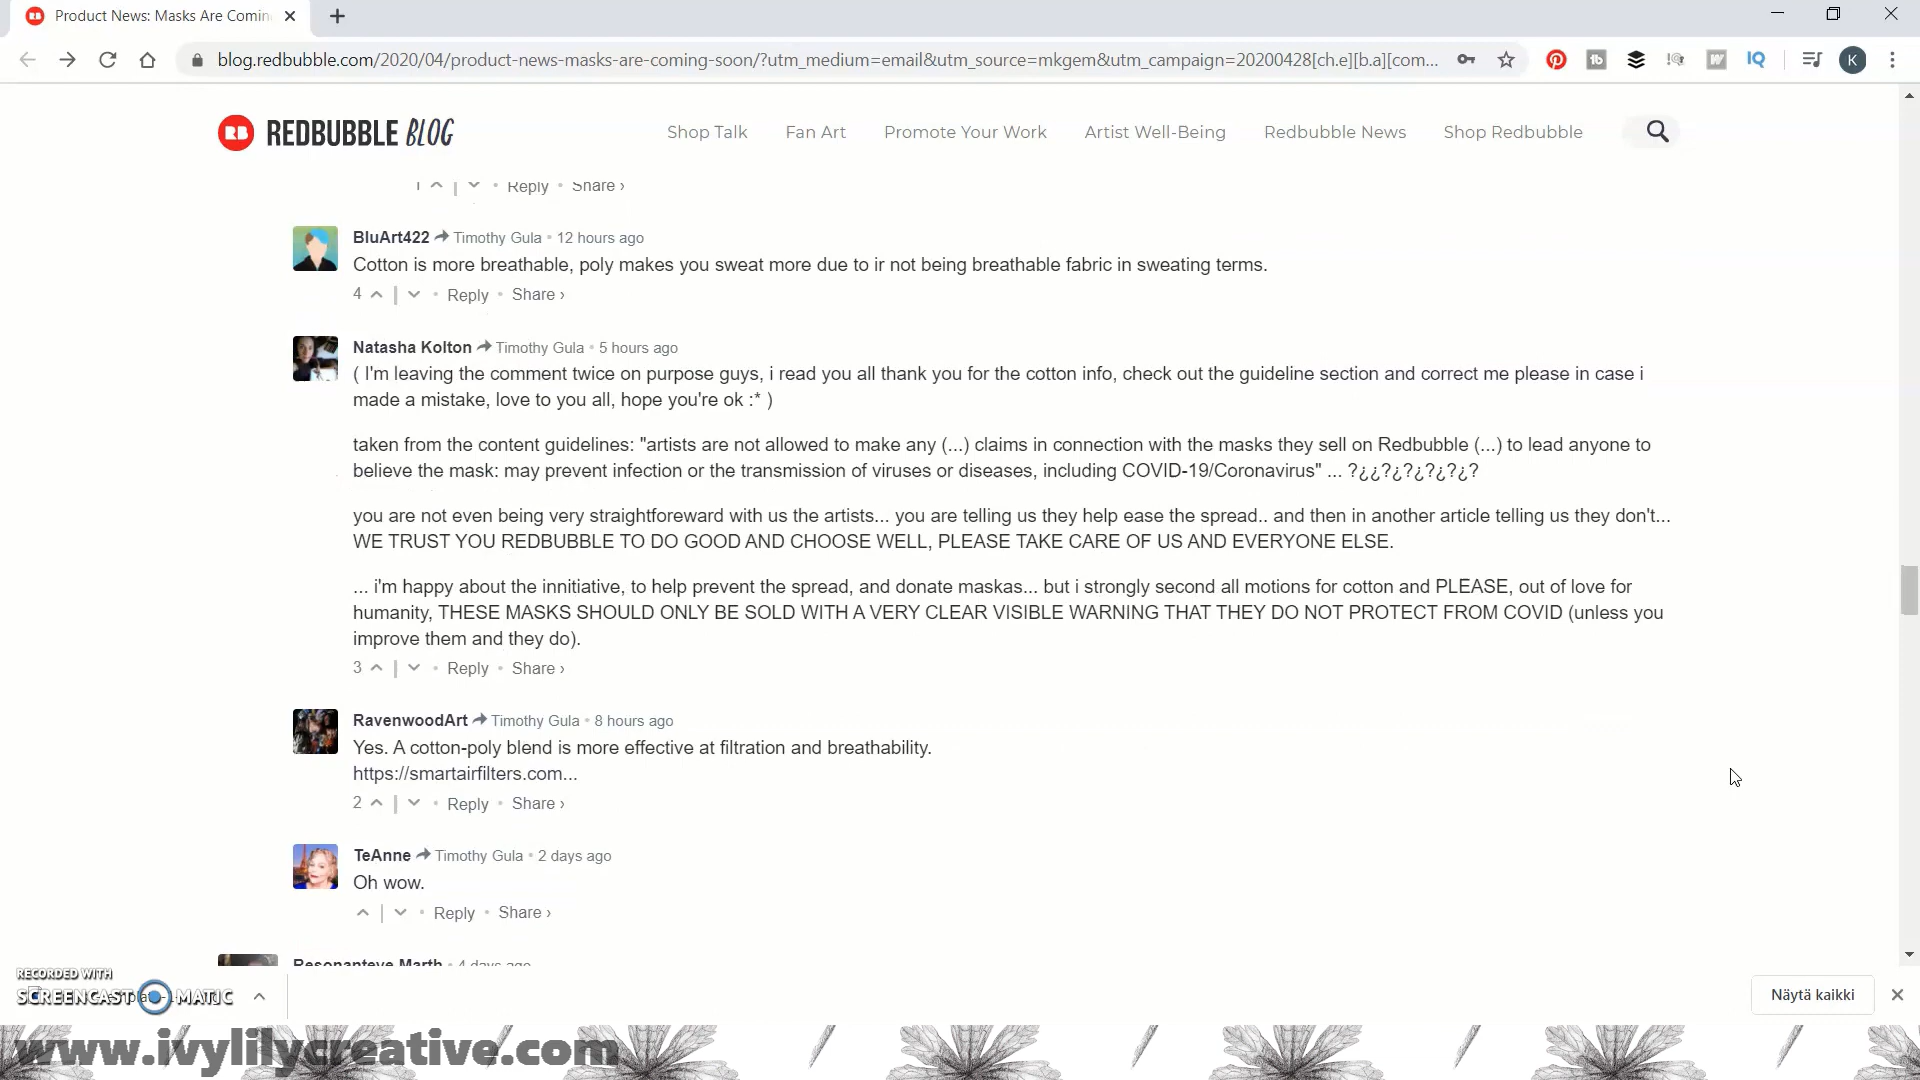 Product News: Masks Are Comin
blog.redbubble.com/2020/04/product-news-masks-are-coming-soon/?utm_medium=email&utm_source=mkgem&utm_campaign=20200428[ch.e][b.a][com...
K
RB REDBUBBLE BLOG
Shop Talk Fan Art Promote Your Work Artist Well-Being Redbubble News Shop Redbubble
1 | • Reply • Share ›
BluArt422 Timothy Gula • 12 hours ago
Cotton is more breathable, poly makes you sweat more due to ir not being breathable fabric in sweating terms.
4 | • Reply • Share ›
Natasha Kolton Timothy Gula • 5 hours ago
( I'm leaving the comment twice on purpose guys, i read you all thank you for the cotton info, check out the guideline section and correct me please in case i
made a mistake, love to you all, hope you're ok :* )
taken from the content guidelines: "artists are not allowed to make any (...) claims in connection with the masks they sell on Redbubble (...) to lead anyone to
believe the mask: may prevent infection or the transmission of viruses or diseases, including COVID-19/Coronavirus" ... ?¿¿?¿?¿?¿?¿?
you are not even being very straightforeward with us the artists... you are telling us they help ease the spread.. and then in another article telling us they don't...
WE TRUST YOU REDBUBBLE TO DO GOOD AND CHOOSE WELL, PLEASE TAKE CARE OF US AND EVERYONE ELSE.
... i'm happy about the innitiative, to help prevent the spread, and donate maskas... but i strongly second all motions for cotton and PLEASE, out of love for
humanity, THESE MASKS SHOULD ONLY BE SOLD WITH A VERY CLEAR VISIBLE WARNING THAT THEY DO NOT PROTECT FROM COVID (unless you
improve them and they do).
3 | • Reply • Share ›
RavenwoodArt Timothy Gula • 8 hours ago
Yes. A cotton-poly blend is more effective at filtration and breathability.
https://smartairfilters.com...
2 | • Reply • Share ›
TeAnne Timothy Gula • 2 days ago
Oh wow.
| • Reply • Share ›
Resonanteye Marth • 4 days ago
RECORDED WITH
SCREENCAST MATIC
Näytä kaikki
www.ivylilycreative.com